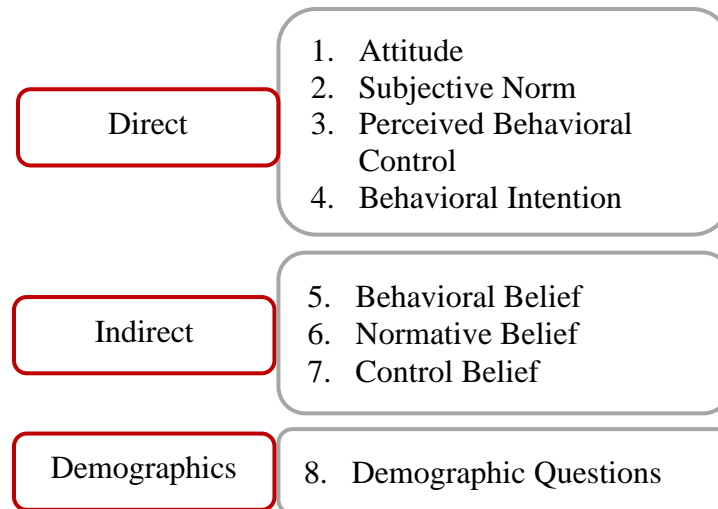 Direct
1. Attitude
2. Subjective Norm
3. Perceived Behavioral
Control
4. Behavioral Intention
Indirect
5. Behavioral Belief
6. Normative Belief
7. Control Belief
Demographics
8. Demographic Questions